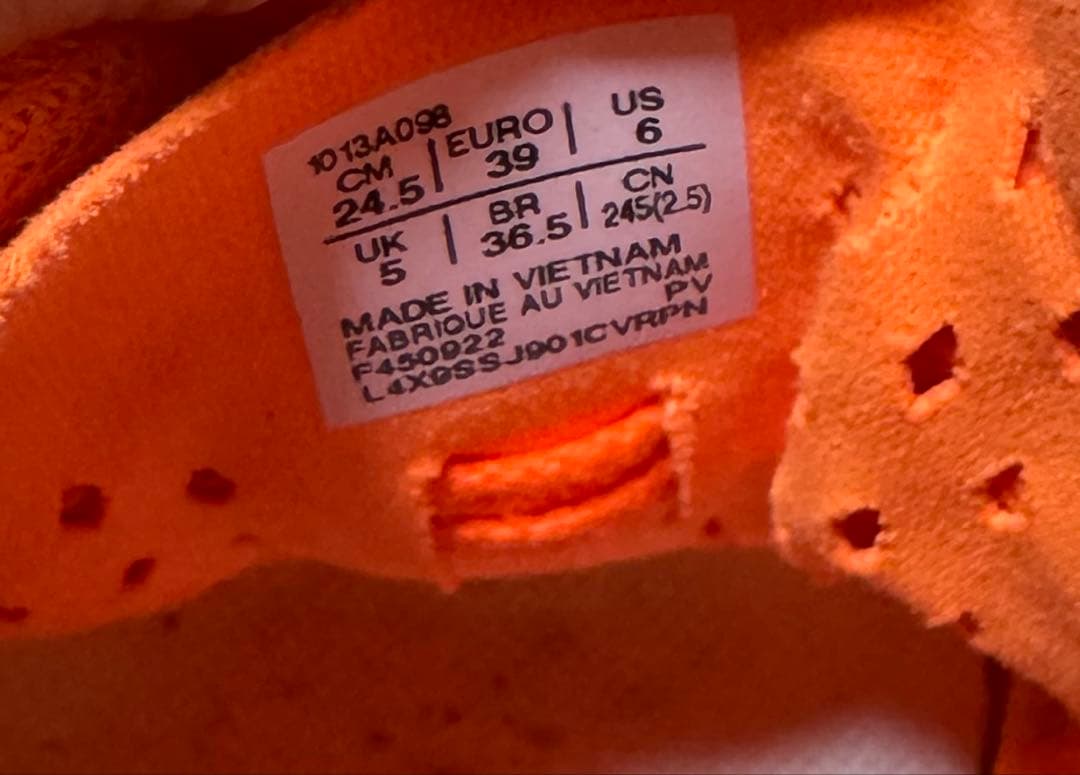 1013A098
CM | EURO | US
24.5 | 39 | 6
UK | BR | CN
5 | 36.5 | 245(2.5)
MADE IN VIETNAM
FABRIQUE AU VIETNAM
F450922 PV
L4X9SSJ901CVRPN